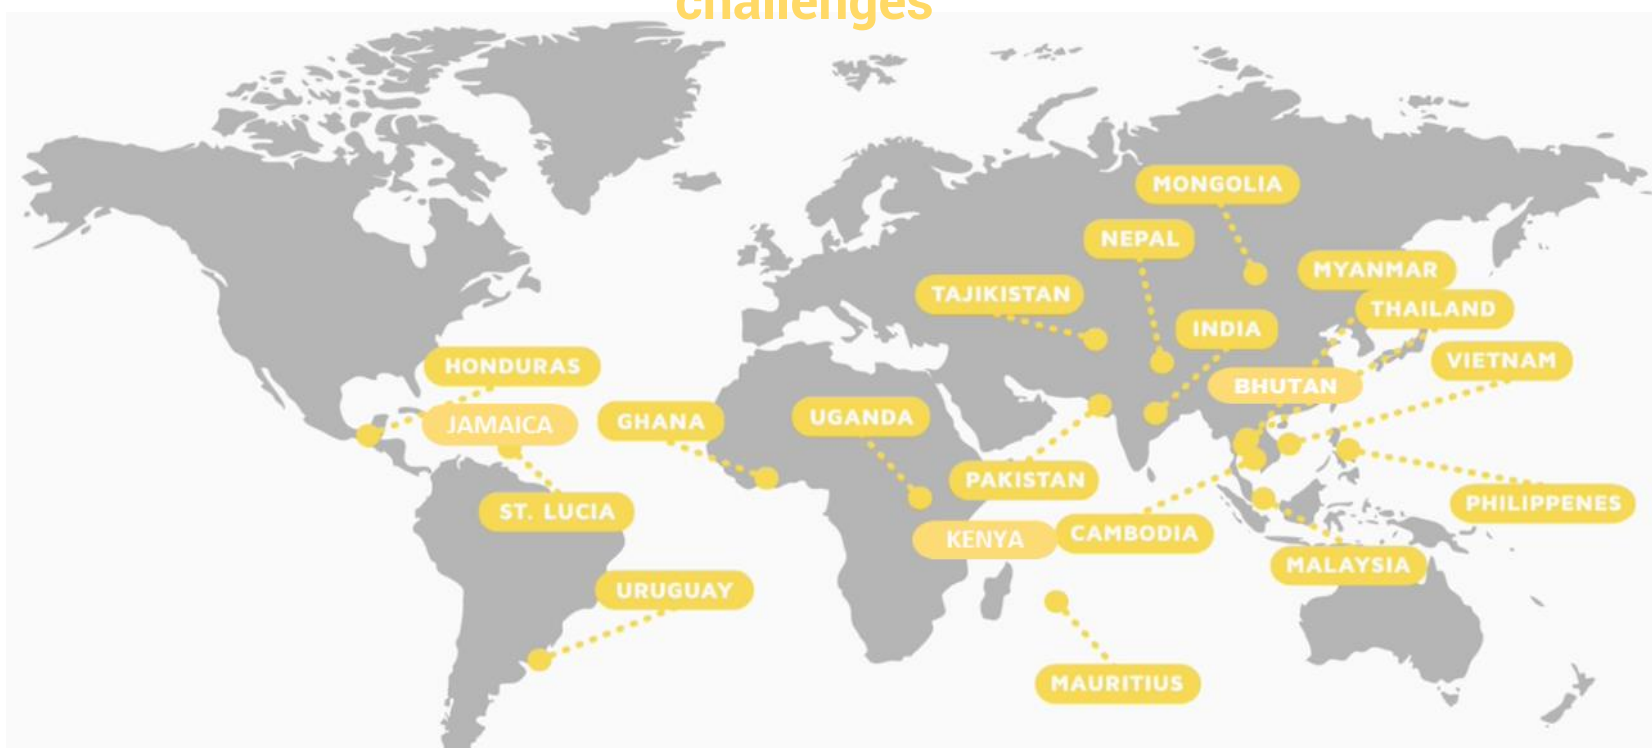 challenges
MONGOLIA
NEPAL
MYANMAR
TAJIKISTAN
THAILAND
INDIA
VIETNAM
HONDURAS
BHUTAN
JAMAICA
GHANA
UGANDA
PAKISTAN
PHILIPPENES
ST. LUCIA
KENYA
CAMBODIA
MALAYSIA
URUGUAY
MAURITIUS